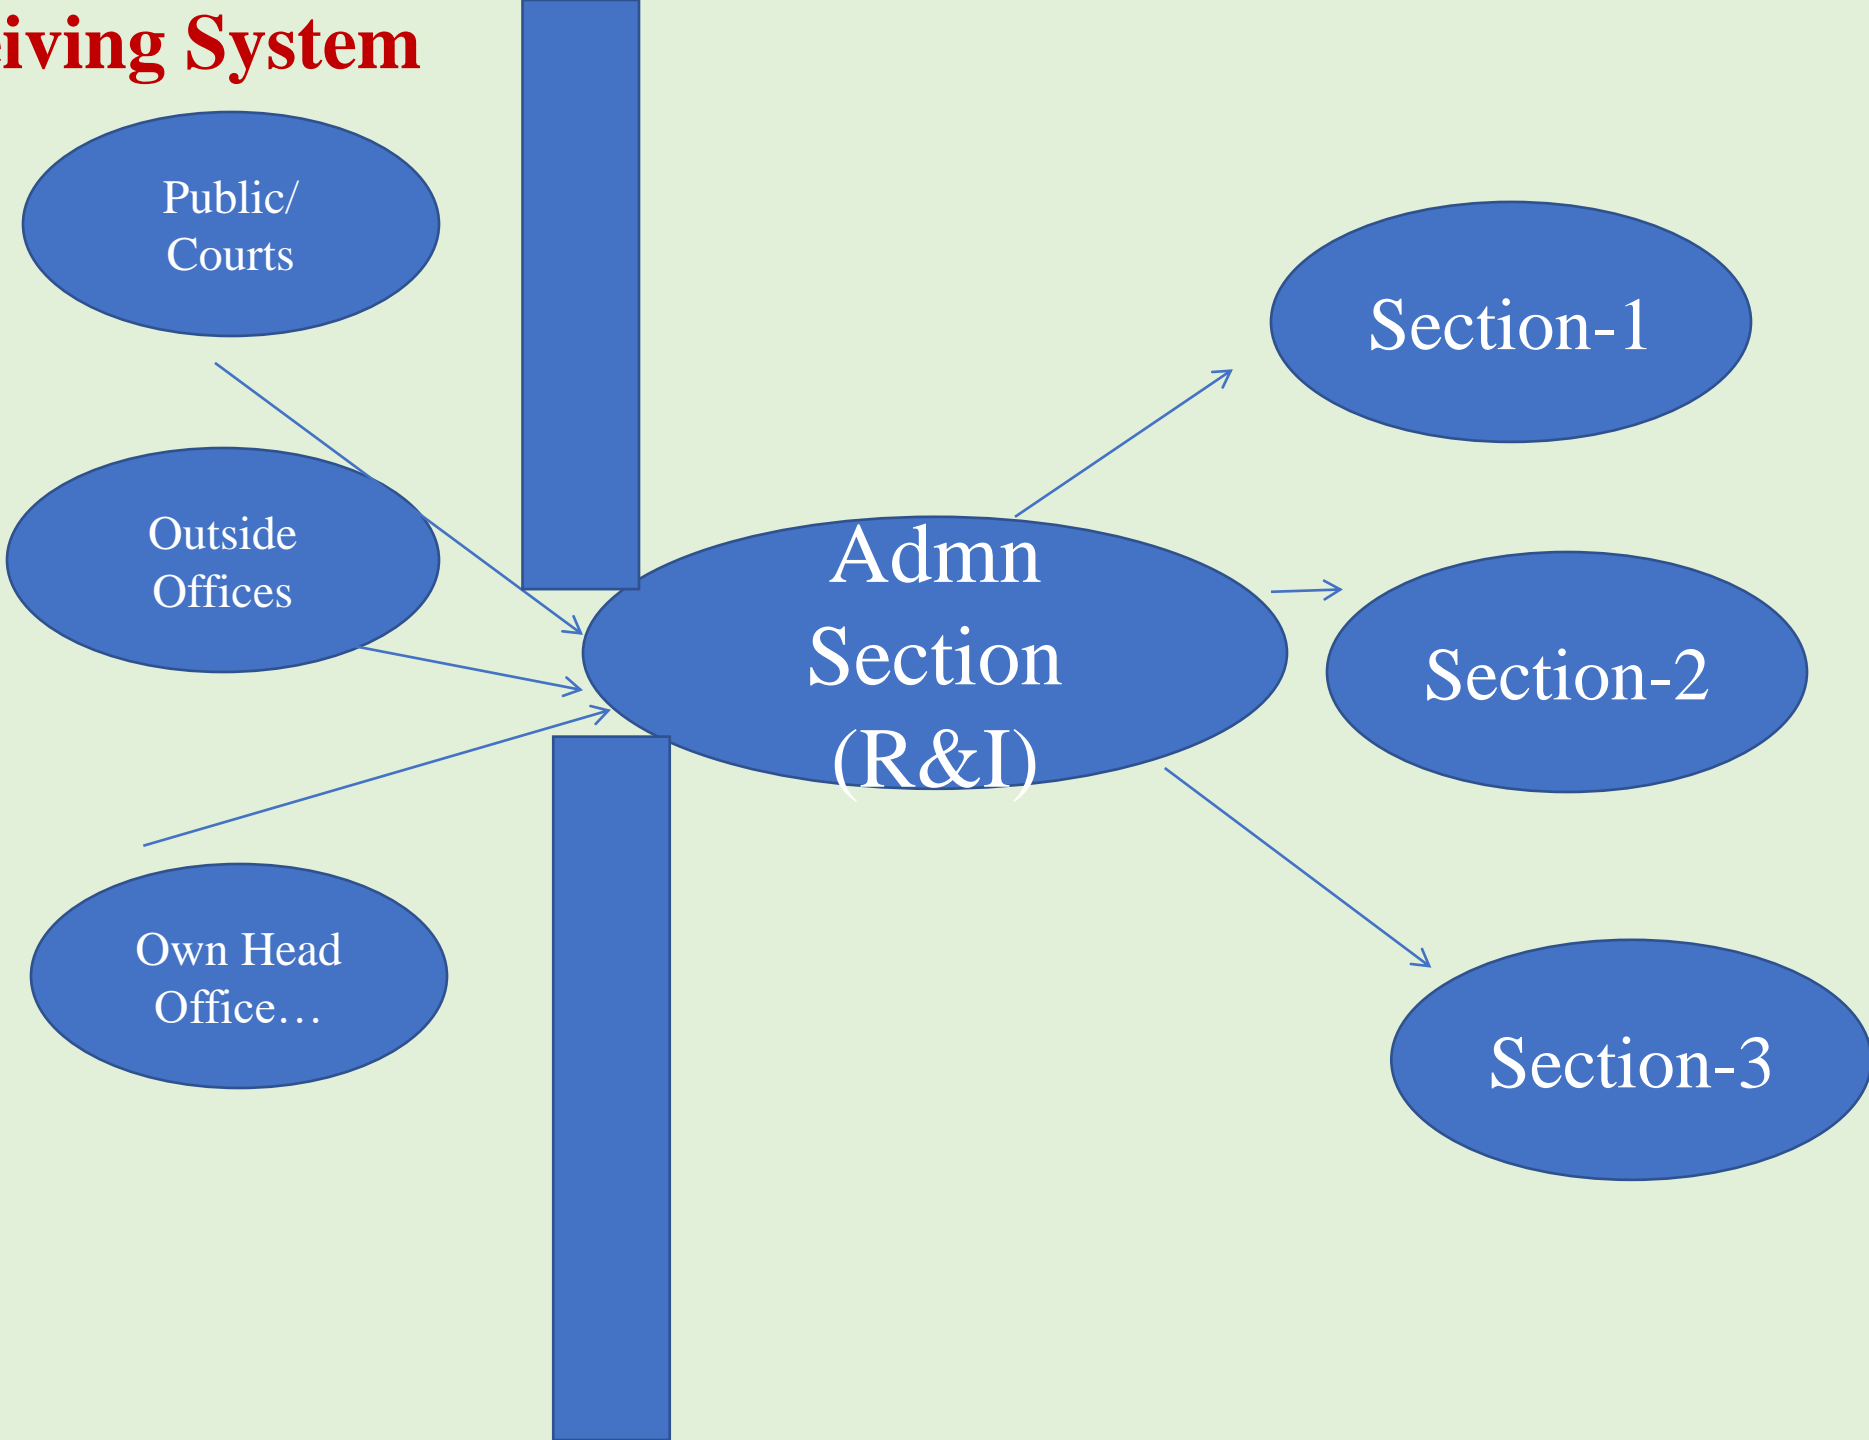 iving System
Public/
Courts
Outside
Offices
Own Head
Office…
Admn
Section
(R&I)
Section-1
Section-2
Section-3